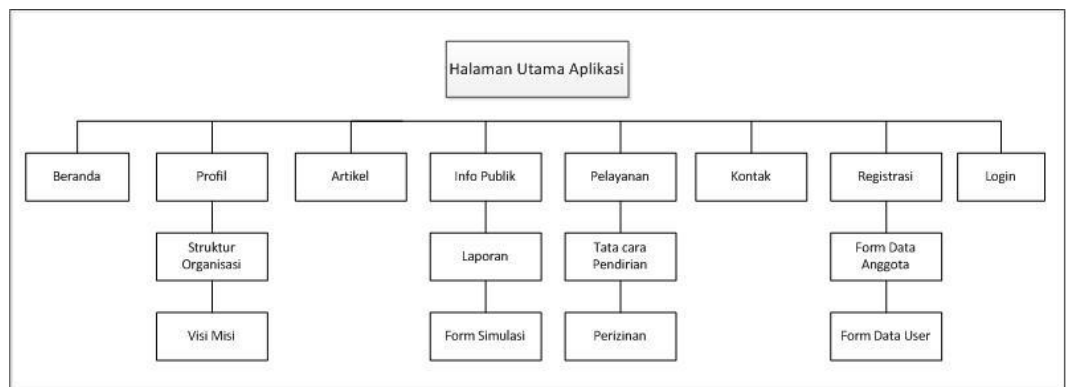 Halaman Utama Aplikasi
Beranda
Profil
Artikel
Info Publik
Pelayanan
Kontak
Registrasi
Login
Struktur
Organisasi
Laporan
Tata cara
Pendirian
Form Data
Anggota
Visi Misi
Form Simulasi
Perizinan
Form Data User